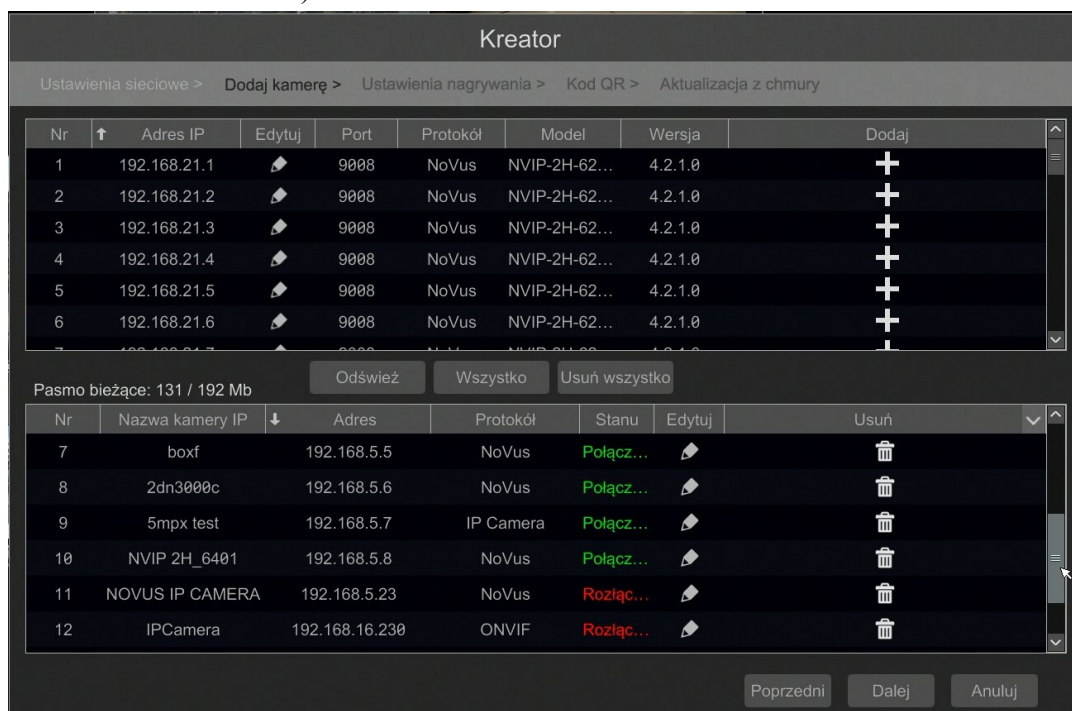 Kreator
Ustawienia sieciowe > Dodaj kamerę > Ustawienia nagrywania > Kod QR > Aktualizacja z chmury
Nr Adres IP Edytuj Port Protokół Model Wersja Dodaj
1 192.168.21.1 9008 NoVus NVIP-2H-62... 4.2.1.0
2 192.168.21.2 9008 NoVus NVIP-2H-62... 4.2.1.0
3 192.168.21.3 9008 NoVus NVIP-2H-62... 4.2.1.0
4 192.168.21.4 9008 NoVus NVIP-2H-62... 4.2.1.0
5 192.168.21.5 9008 NoVus NVIP-2H-62... 4.2.1.0
6 192.168.21.6 9008 NoVus NVIP-2H-62... 4.2.1.0
Odśwież Wszystko Usuń wszystko
Pasmo bieżące: 131 / 192 Mb
Nr Nazwa kamery IP Adres Protokół Stanu Edytuj Usuń
7 boxf 192.168.5.5 NoVus Połącz...
8 2dn3000c 192.168.5.6 NoVus Połącz...
9 5mpx test 192.168.5.7 IP Camera Połącz...
10 NVIP 2H_6401 192.168.5.8 NoVus Połącz...
11 NOVUS IP CAMERA 192.168.5.23 NoVus Rozłąc...
12 IPCamera 192.168.16.230 ONVIF Rozłąc...
Poprzedni Dalej Anuluj